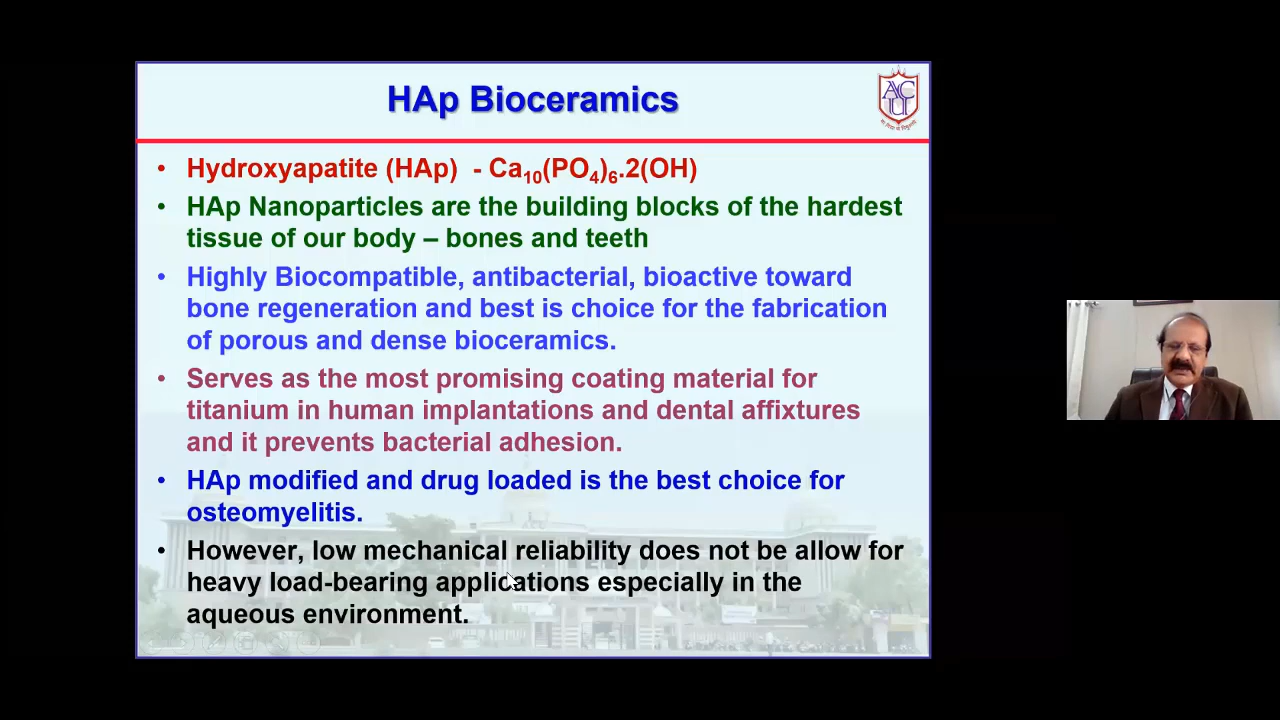 HAp Bioceramics
ACU
• Hydroxyapatite (HAp) - Ca₁₀(PO₄)₆.2(OH)
• HAp Nanoparticles are the building blocks of the hardest
tissue of our body – bones and teeth
• Highly Biocompatible, antibacterial, bioactive toward
bone regeneration and best is choice for the fabrication
of porous and dense bioceramics.
• Serves as the most promising coating material for
titanium in human implantations and dental affixtures
and it prevents bacterial adhesion.
• HAp modified and drug loaded is the best choice for
osteomyelitis.
• However, low mechanical reliability does not be allow for
heavy load-bearing applications especially in the
aqueous environment.